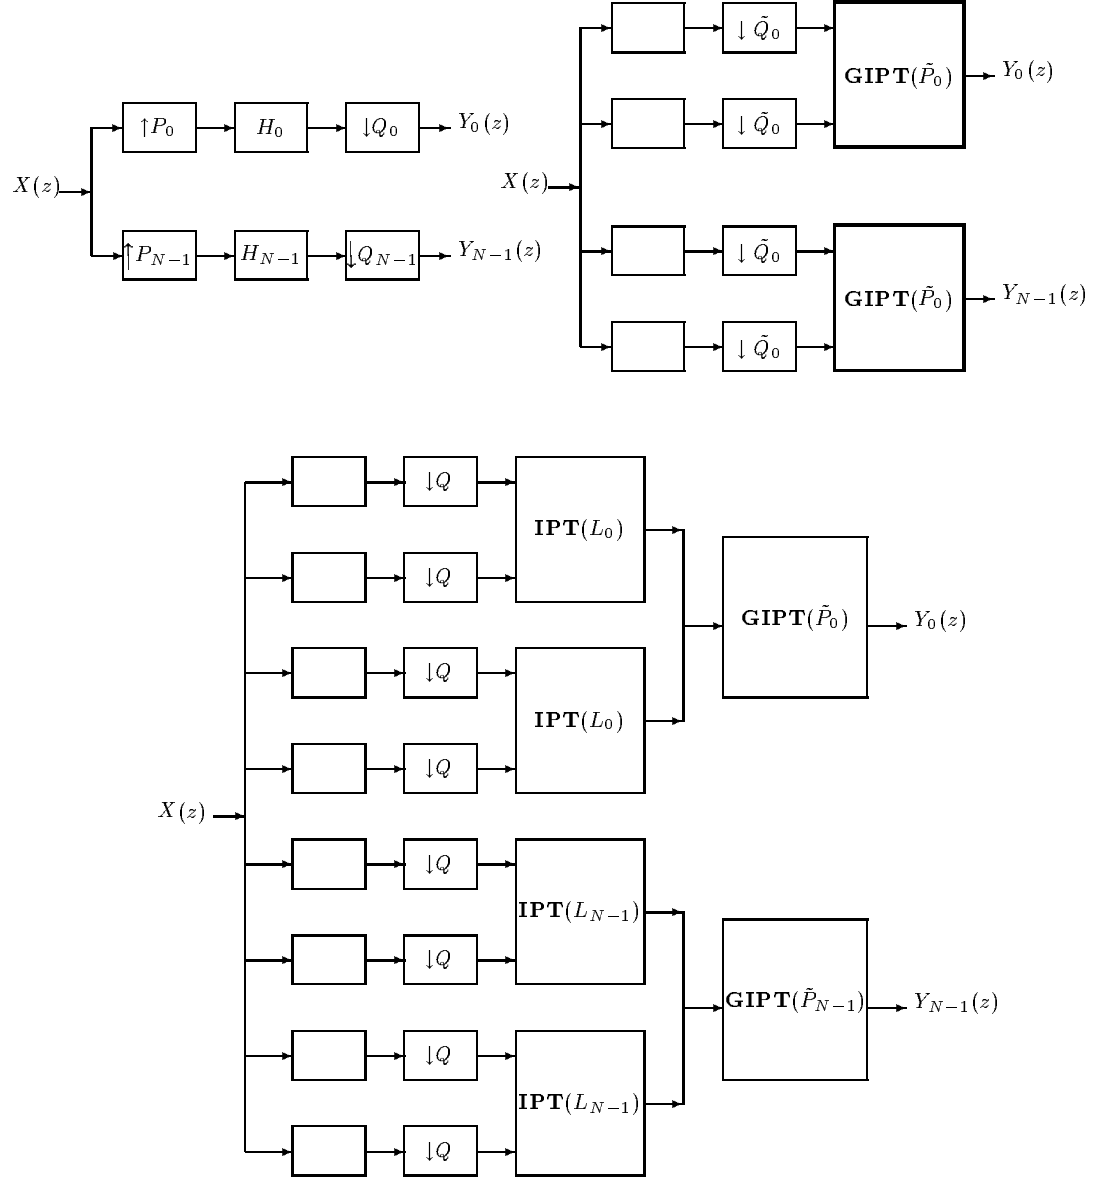 ↑P₀ H₀ ↓Q₀ Y₀(z)
X(z)
↑P_{N−1} H_{N−1} ↓Q_{N−1} Y_{N−1}(z)
↓ Q̃₀
GIPT(P̃₀) Y₀(z)
↓ Q̃₀
X(z)
↓ Q̃₀
GIPT(P̃₀) Y_{N−1}(z)
↓ Q̃₀
↓Q
IPT(L₀)
↓Q
GIPT(P̃₀) Y₀(z)
↓Q
IPT(L₀)
↓Q
X(z)
↓Q
IPT(L_{N−1})
↓Q
GIPT(P̃_{N−1}) Y_{N−1}(z)
↓Q
IPT(L_{N−1})
↓Q